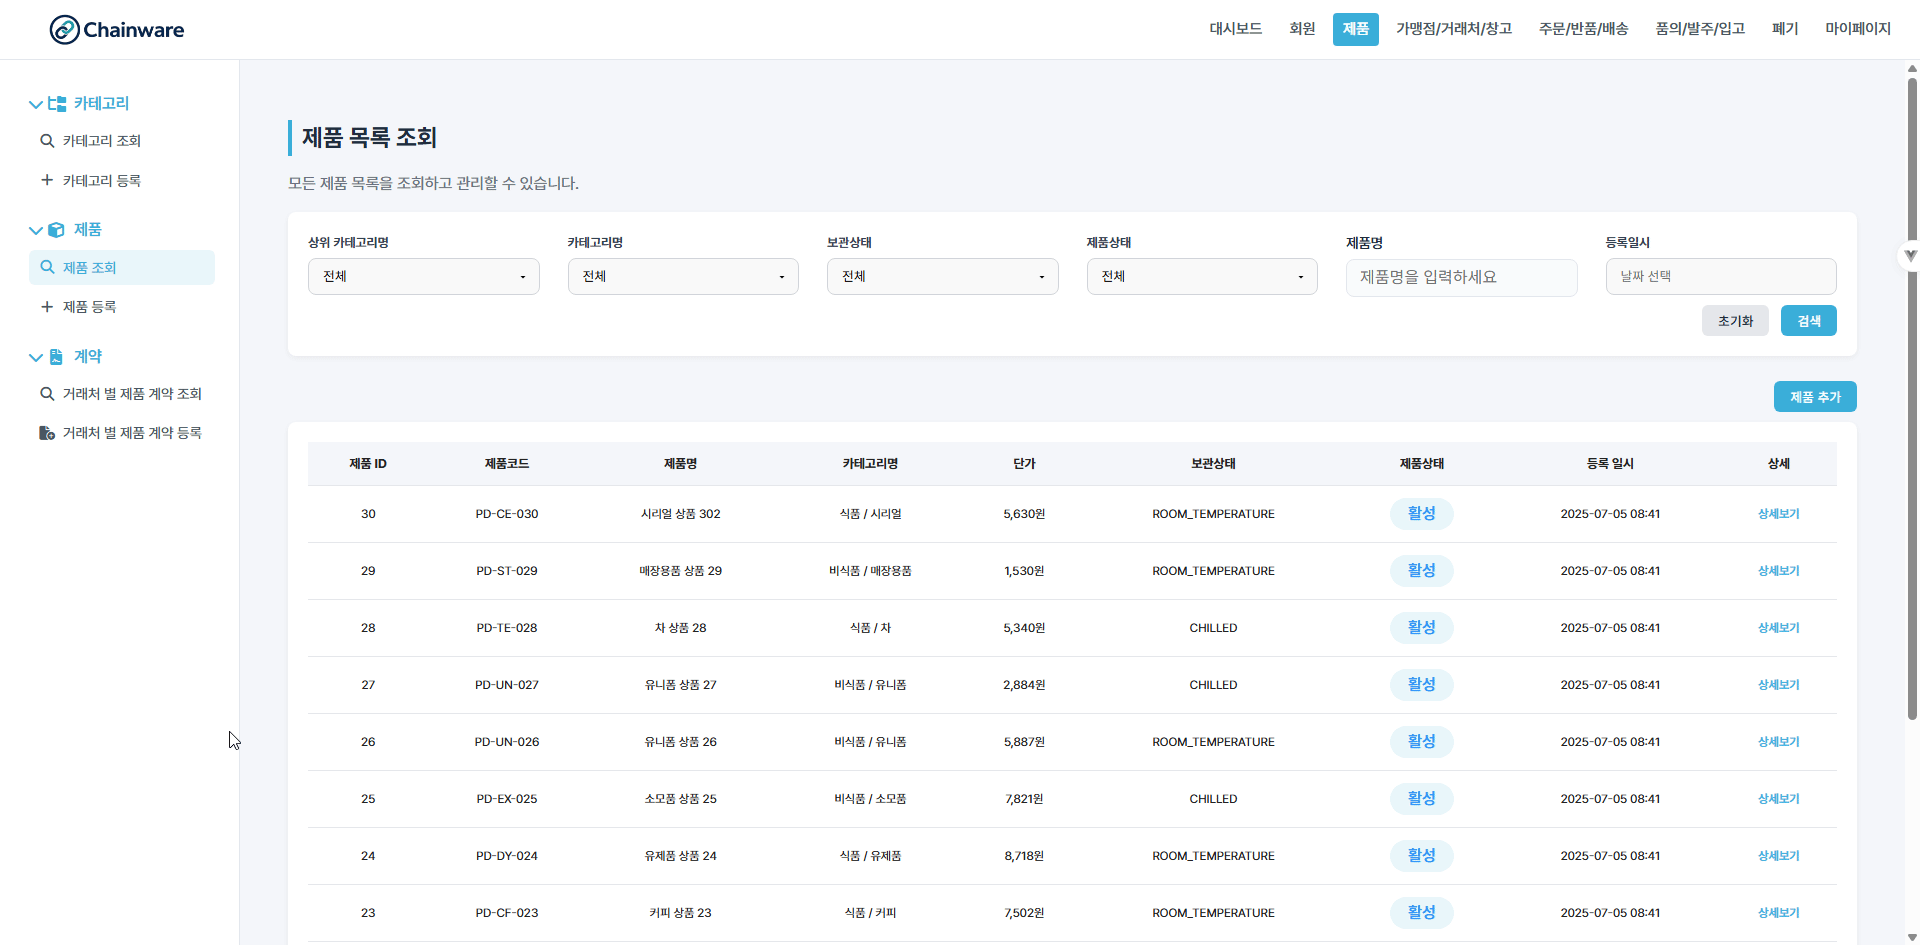 Chainware
대시보드 회원 제품 가맹점/거래처/창고 주문/반품/배송 품의/발주/입고 폐기 마이페이지
카테고리
카테고리 조회
카테고리 등록
제품
제품 조회
제품 등록
계약
거래처 별 제품 계약 조회
거래처 별 제품 계약 등록
제품 목록 조회
모든 제품 목록을 조회하고 관리할 수 있습니다.
상위 카테고리명 카테고리명 보관상태 제품상태 제품명 등록일시
전체 전체 전체 전체 제품명을 입력하세요 날짜 선택
초기화 검색
제품 추가
제품 ID 제품코드 제품명 카테고리명 단가 보관상태 제품상태 등록 일시 상세
30 PD-CE-030 시리얼 상품 302 식품 / 시리얼 5,630원 ROOM_TEMPERATURE 활성 2025-07-05 08:41 상세보기
29 PD-ST-029 매장용품 상품 29 비식품 / 매장용품 1,530원 ROOM_TEMPERATURE 활성 2025-07-05 08:41 상세보기
28 PD-TE-028 차 상품 28 식품 / 차 5,340원 CHILLED 활성 2025-07-05 08:41 상세보기
27 PD-UN-027 유니폼 상품 27 비식품 / 유니폼 2,884원 CHILLED 활성 2025-07-05 08:41 상세보기
26 PD-UN-026 유니폼 상품 26 비식품 / 유니폼 5,887원 ROOM_TEMPERATURE 활성 2025-07-05 08:41 상세보기
25 PD-EX-025 소모품 상품 25 비식품 / 소모품 7,821원 CHILLED 활성 2025-07-05 08:41 상세보기
24 PD-DY-024 유제품 상품 24 식품 / 유제품 8,718원 ROOM_TEMPERATURE 활성 2025-07-05 08:41 상세보기
23 PD-CF-023 커피 상품 23 식품 / 커피 7,502원 ROOM_TEMPERATURE 활성 2025-07-05 08:41 상세보기